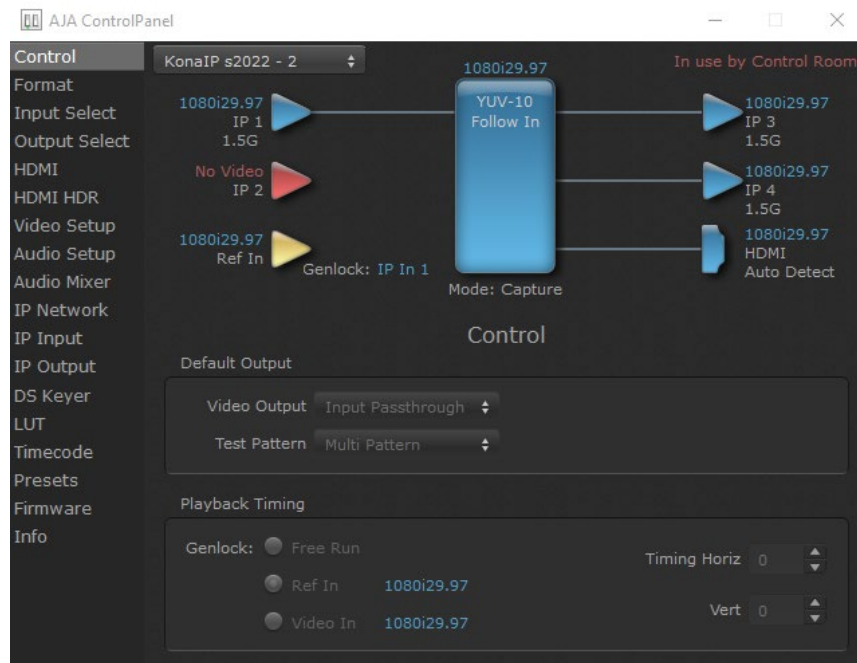 AJA ControlPanel
Control
Format
Input Select
Output Select
HDMI
HDMI HDR
Video Setup
Audio Setup
Audio Mixer
IP Network
IP Input
IP Output
DS Keyer
LUT
Timecode
Presets
Firmware
Info
KonaIP s2022 - 2
1080i29.97
In use by Control Room
1080i29.97
IP 1
1.5G
No Video
IP 2
1080i29.97
Ref In
Genlock: IP In 1
YUV-10
Follow In
Mode: Capture
1080i29.97
IP 3
1.5G
1080i29.97
IP 4
1.5G
1080i29.97
HDMI
Auto Detect
Control
Default Output
Video Output Input Passthrough
Test Pattern Multi Pattern
Playback Timing
Genlock: Free Run
Ref In 1080i29.97
Video In 1080i29.97
Timing Horiz 0
Vert 0